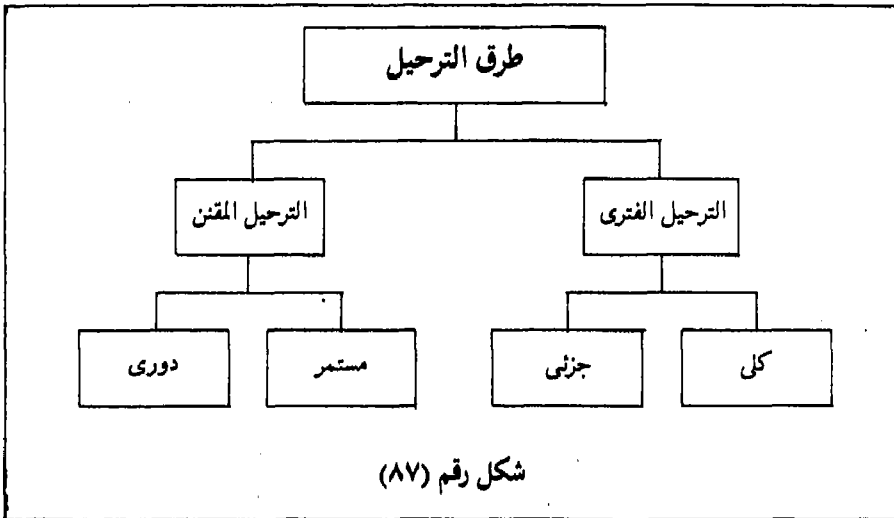 طرق الترحيل
الترحيل الفترى
الترحيل المقنن
كلى
جزئى
مستمر
دورى
شكل رقم (٨٧)